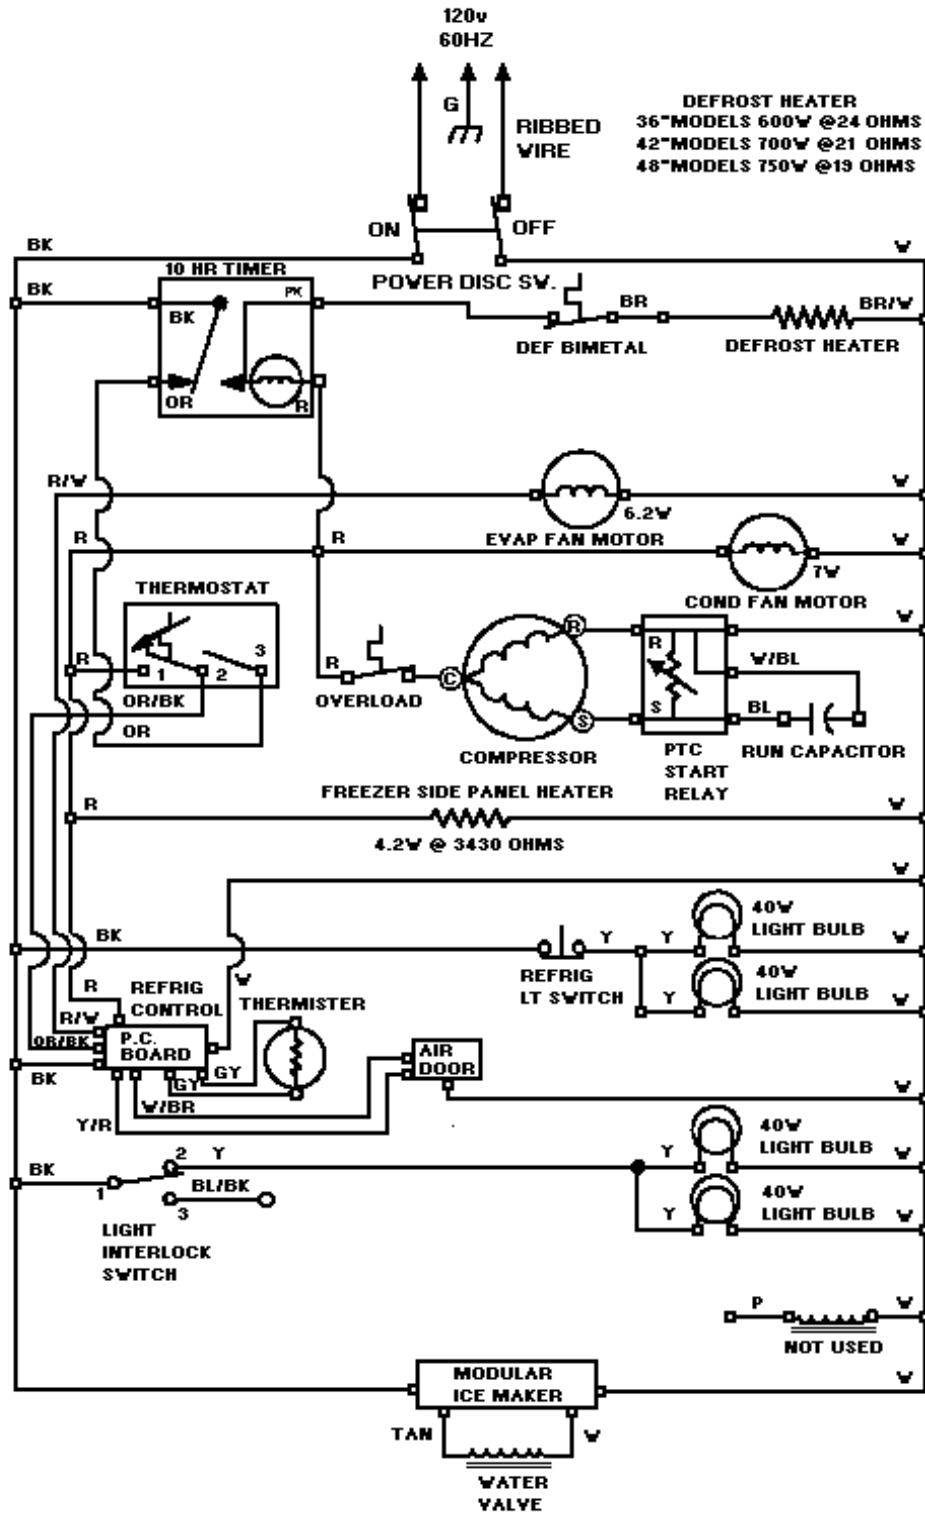 120v
60HZ
G
RIBBED
WIRE
DEFROST HEATER
36"MODELS 600W @24 OHMS
42"MODELS 700W @21 OHMS
48"MODELS 750W @19 OHMS
ON
OFF
BK
W
10 HR TIMER
POWER DISC SW.
BK
BK
PK
BR
BR/W
DEF BIMETAL
DEFROST HEATER
OR
R
R/W
W
6.2W
EVAP FAN MOTOR
R
R
W
7W
COND FAN MOTOR
THERMOSTAT
3
R
1
2
OR/BK
OR
R
OVERLOAD
C
R
S
COMPRESSOR
R
S
W
W/BL
BL
PTC
START
RELAY
RUN CAPACITOR
FREEZER SIDE PANEL HEATER
R
W
4.2W @ 3430 OHMS
W
BK
Y
Y
40W
LIGHT BULB
W
REFRIG
LT SWITCH
Y
40W
LIGHT BULB
W
W
R
REFRIG
CONTROL
THERMISTER
R/W
OR/BK
BK
P.C.
BOARD
GY
GY
W/BR
Y/R
AIR
DOOR
W
BK
1
2
Y
3
BL/BK
LIGHT
INTERLOCK
SWITCH
Y
40W
LIGHT BULB
W
Y
40W
LIGHT BULB
W
P
W
NOT USED
MODULAR
ICE MAKER
W
TAN
W
WATER
VALVE